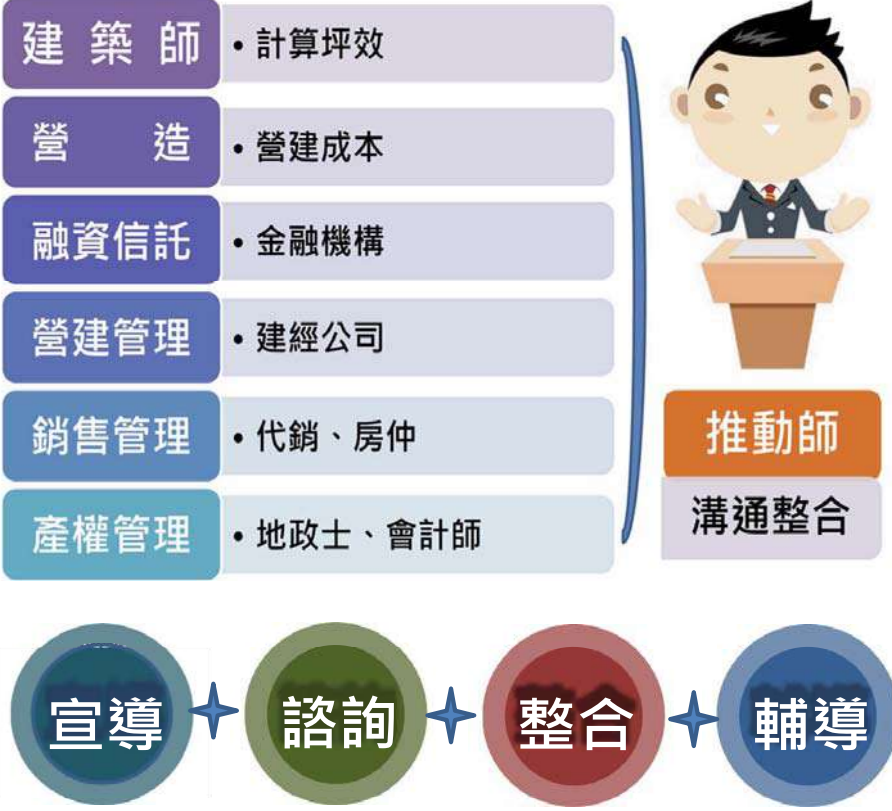 建築師
• 計算坪效
營造
• 營建成本
融資信託
• 金融機構
營建管理
• 建經公司
銷售管理
• 代銷、房仲
產權管理
• 地政士、會計師
推動師
溝通整合
宣導
諮詢
整合
輔導